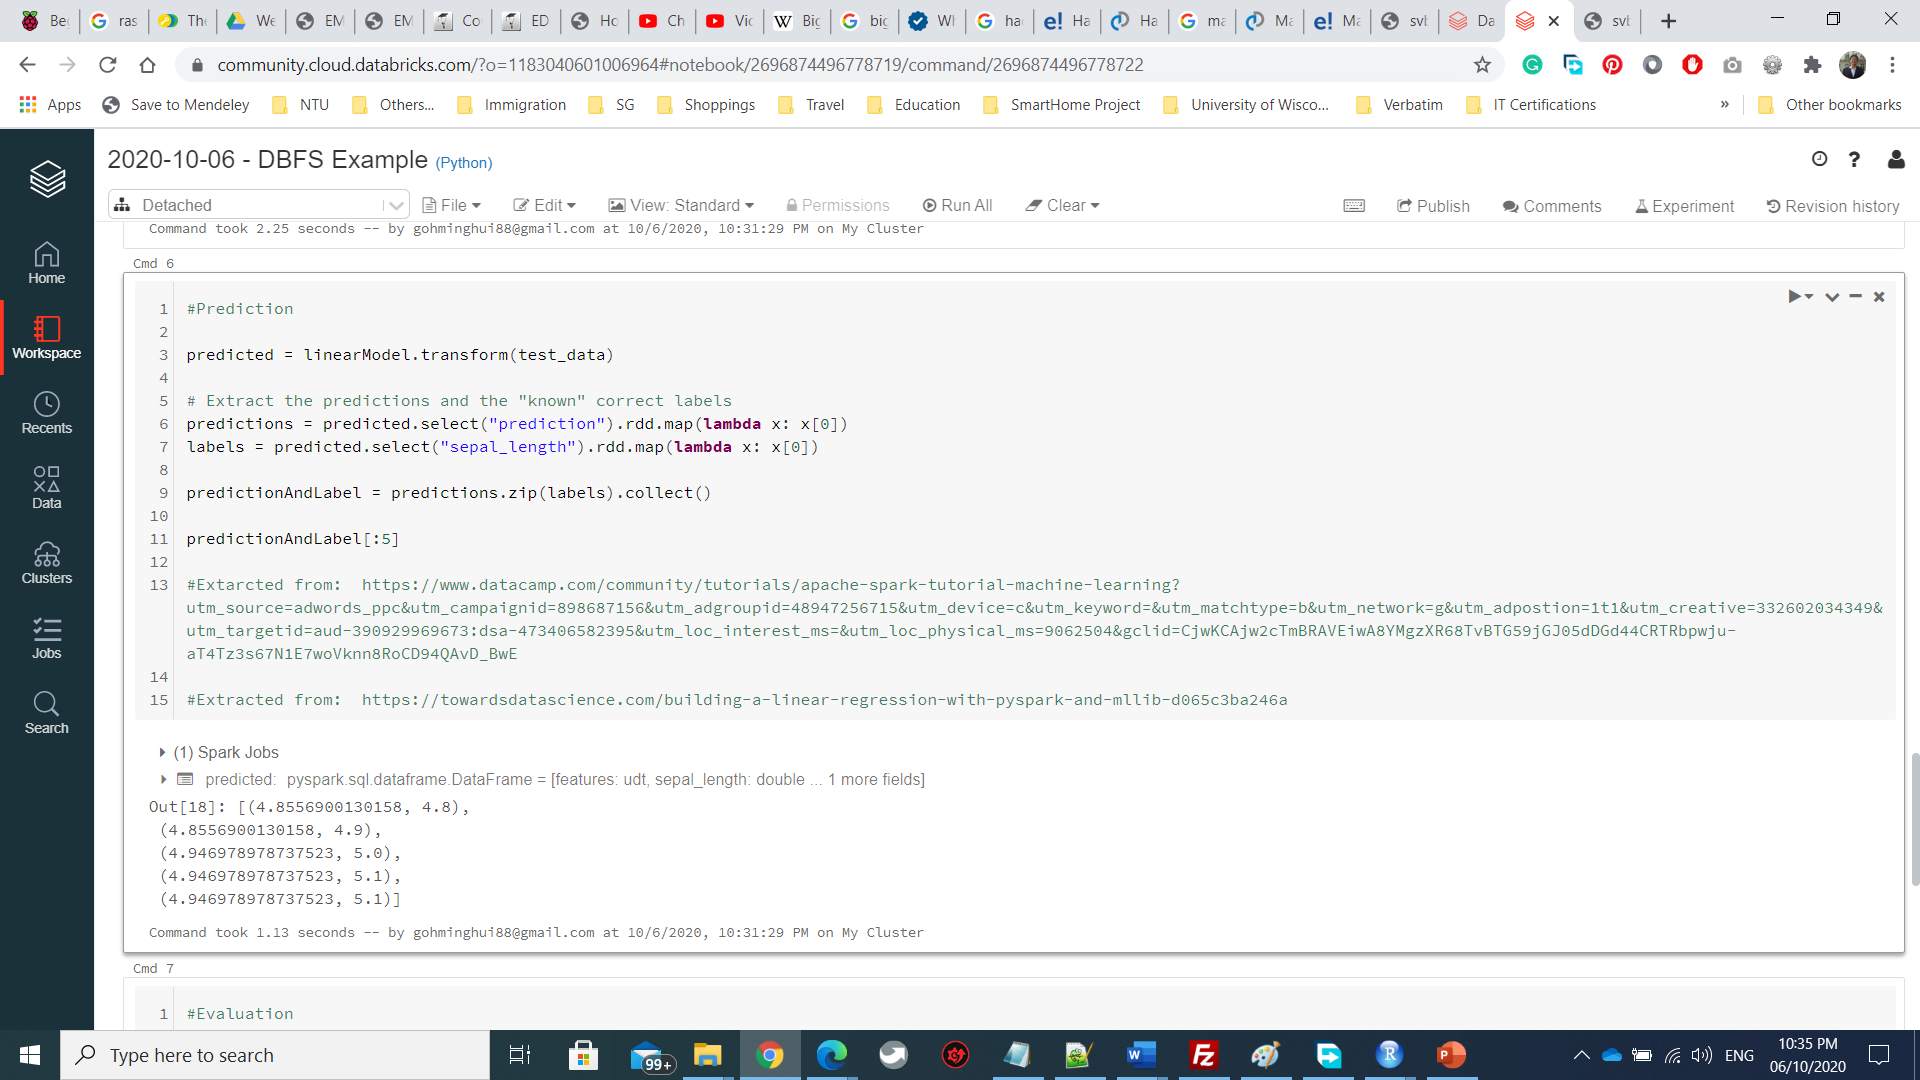 Be
ras
The
We
EM
EM
Co
ED
Ho
Ch
Vic
Big
big
Wh
ha
Ha
Ha
ma
Ma
Ma
svl
Da
svl
community.cloud.databricks.com/?o=1183040601006964#notebook/2696874496778719/command/2696874496778722
Apps
Save to Mendeley
NTU
Others...
Immigration
SG
Shoppings
Travel
Education
SmartHome Project
University of Wisco...
Verbatim
IT Certifications
»
Other bookmarks
2020-10-06 - DBFS Example (Python)
Detached
File
Edit
View: Standard
Permissions
Run All
Clear
Publish
Comments
Experiment
Revision history
Home
Workspace
Recents
Data
Clusters
Jobs
Search
Command took 2.25 seconds -- by gohminghui88@gmail.com at 10/6/2020, 10:31:29 PM on My Cluster
Cmd 6
1 #Prediction
2
3 predicted = linearModel.transform(test_data)
4
5 # Extract the predictions and the "known" correct labels
6 predictions = predicted.select("prediction").rdd.map(lambda x: x[0])
7 labels = predicted.select("sepal_length").rdd.map(lambda x: x[0])
8
9 predictionAndLabel = predictions.zip(labels).collect()
10
11 predictionAndLabel[:5]
12
13 #Extarcted from:  https://www.datacamp.com/community/tutorials/apache-spark-tutorial-machine-learning?
utm_source=adwords_ppc&utm_campaignid=898687156&utm_adgroupid=48947256715&utm_device=c&utm_keyword=&utm_matchtype=b&utm_network=g&utm_adpostion=1t1&utm_creative=332602034349&
utm_targetid=aud-390929969673:dsa-473406582395&utm_loc_interest_ms=&utm_loc_physical_ms=9062504&gclid=CjwKCAjw2cTmBRAVEiwA8YMgzXR68TvBTG59jGJ05dDGd44CRTRbpwju-
aT4Tz3s67N1E7woVknn8RoCD94QAvD_BwE
14
15 #Extracted from:  https://towardsdatascience.com/building-a-linear-regression-with-pyspark-and-mllib-d065c3ba246a
(1) Spark Jobs
predicted: pyspark.sql.dataframe.DataFrame = [features: udt, sepal_length: double ... 1 more fields]
Out[18]: [(4.8556900130158, 4.8),
(4.8556900130158, 4.9),
(4.946978978737523, 5.0),
(4.946978978737523, 5.1),
(4.946978978737523, 5.1)]
Command took 1.13 seconds -- by gohminghui88@gmail.com at 10/6/2020, 10:31:29 PM on My Cluster
Cmd 7
1 #Evaluation
Type here to search
99+
ENG
10:35 PM
06/10/2020